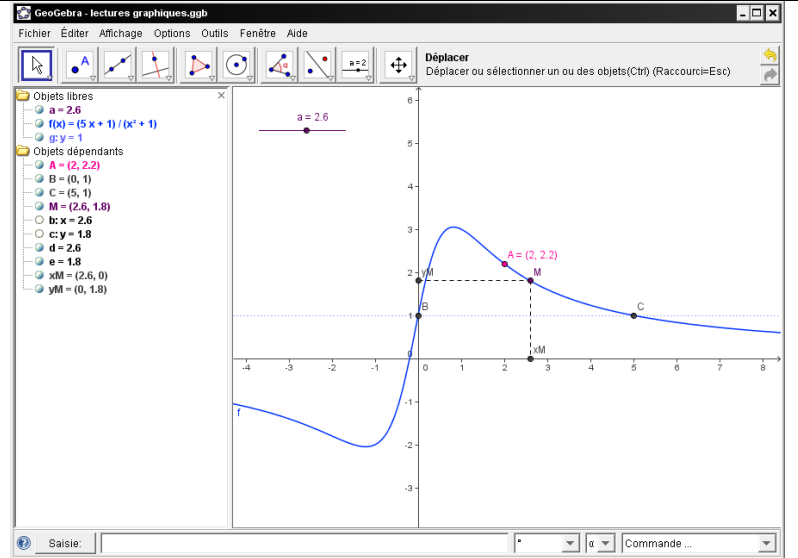 GeoGebra - lectures graphiques.ggb
Fichier Éditer Affichage Options Outils Fenêtre Aide
A
α
a=2
Déplacer
Déplacer ou sélectionner un ou des objets(Ctrl) (Raccourci=Esc)
Objets libres
a = 2.6
f(x) = (5 x + 1) / (x² + 1)
g: y = 1
Objets dépendants
A = (2, 2.2)
B = (0, 1)
C = (5, 1)
M = (2.6, 1.8)
b: x = 2.6
c: y = 1.8
d = 2.6
e = 1.8
xM = (2.6, 0)
yM = (0, 1.8)
a = 2.6
6
5
4
3
A = (2, 2.2)
2
yM
M
B
C
1
xM
0
-4 -3 -2 -1 0 1 2 3 4 5 6 7 8
-1
f
-2
-3
Saisie:
°
α
Commande ...